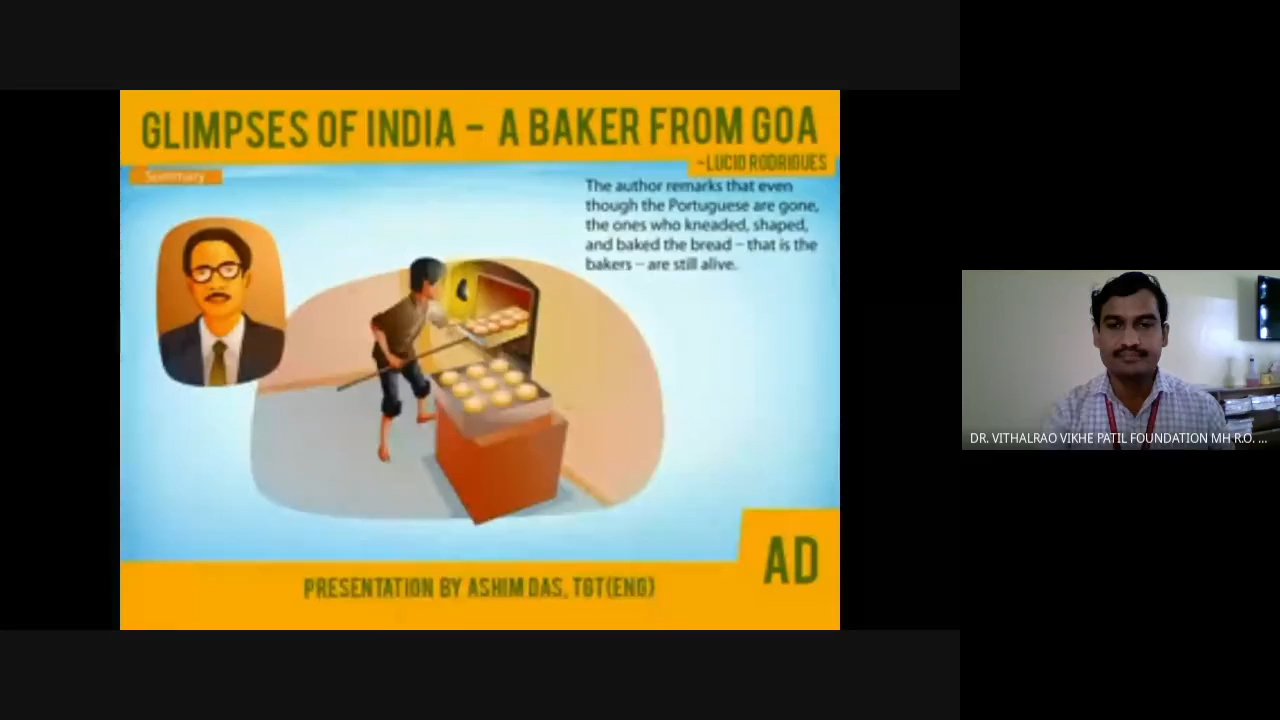 GLIMPSES OF INDIA - A BAKER FROM GOA
-LUCIO RODRIGUES
Summary
The author remarks that even
though the Portuguese are gone,
the ones who kneaded, shaped,
and baked the bread – that is the
bakers – are still alive.
DR. VITHALRAO VIKHE PATIL FOUNDATION MH R.O. ...
AD
PRESENTATION BY ASHIM DAS, TGT(ENG)